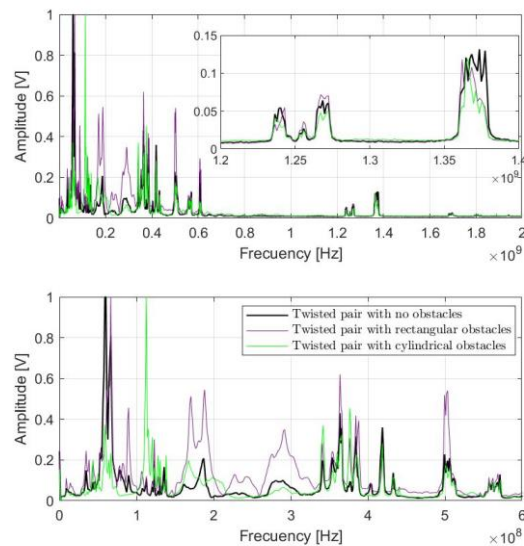 1
0.8
0.6
0.4
0.2
0
Amplitude [V]
0.15
0.1
0.05
0
1.2 1.25 1.3 1.35 1.4
×10⁹
0.2 0.4 0.6 0.8 1 1.2 1.4 1.6 1.8 2
Frecuency [Hz]
×10⁹
1
0.8
0.6
0.4
0.2
0
Amplitude [V]
Twisted pair with no obstacles
Twisted pair with rectangular obstacles
Twisted pair with cylindrical obstacles
0 1 2 3 4 5 6
Frecuency [Hz]
×10⁸